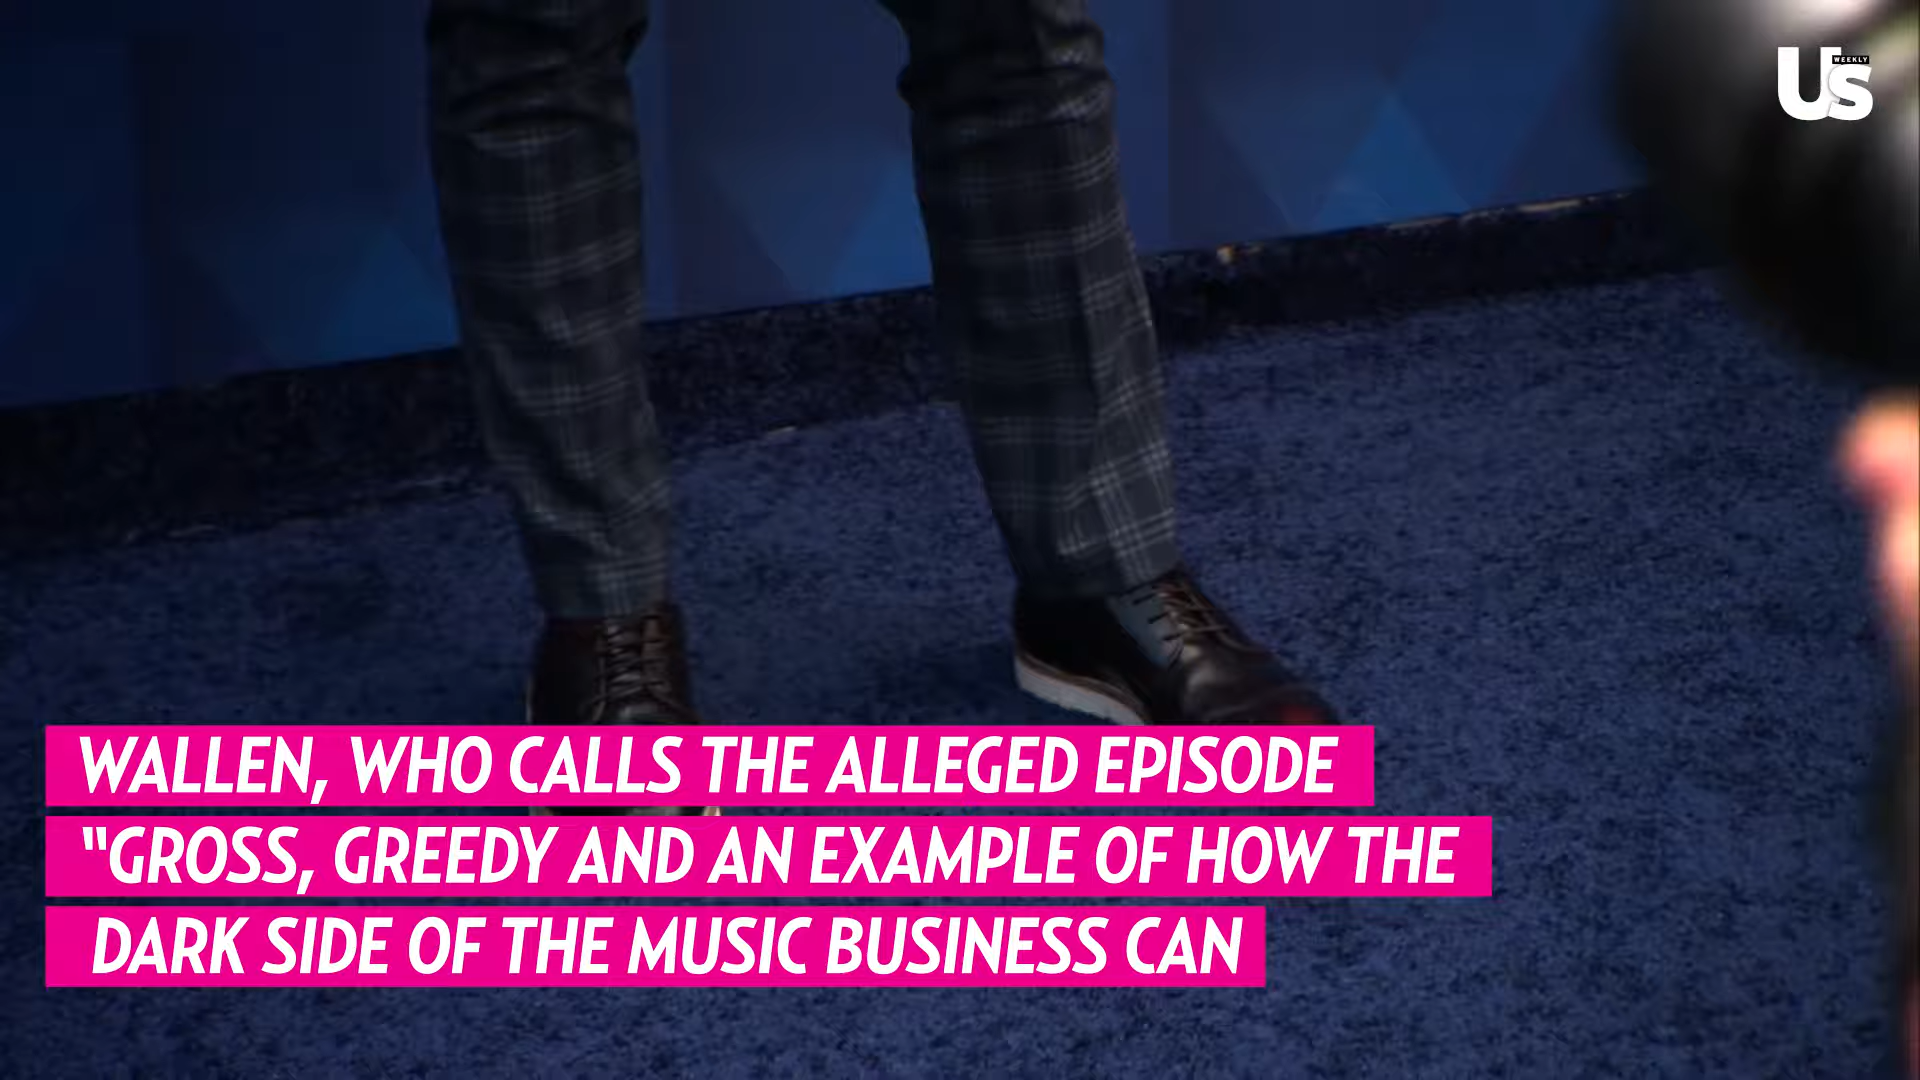 Us
WEEKLY
WALLEN, WHO CALLS THE ALLEGED EPISODE
“GROSS, GREEDY AND AN EXAMPLE OF HOW THE
DARK SIDE OF THE MUSIC BUSINESS CAN